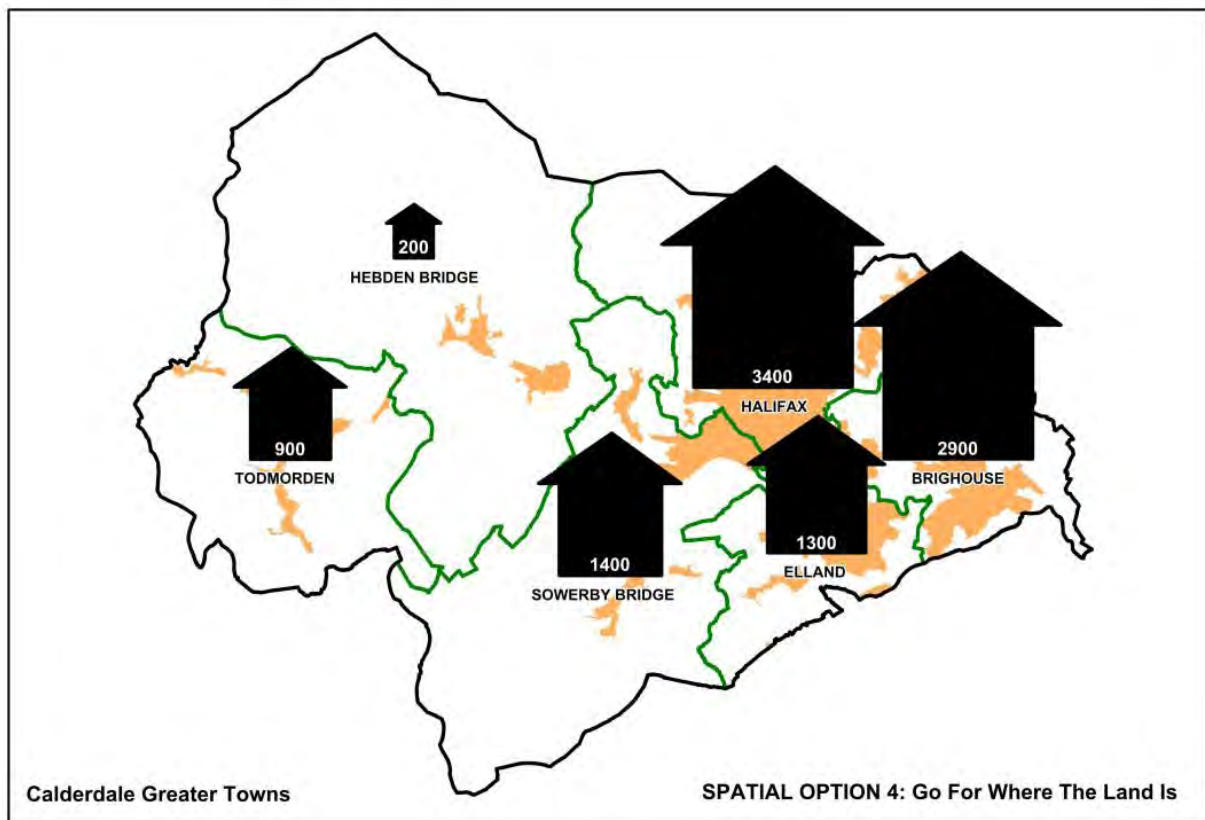 200
HEBDEN BRIDGE
3400
HALIFAX
900
TODMORDEN
2900
BRIGHOUSE
1300
ELLAND
1400
SOWERBY BRIDGE
Calderdale Greater Towns
SPATIAL OPTION 4: Go For Where The Land Is